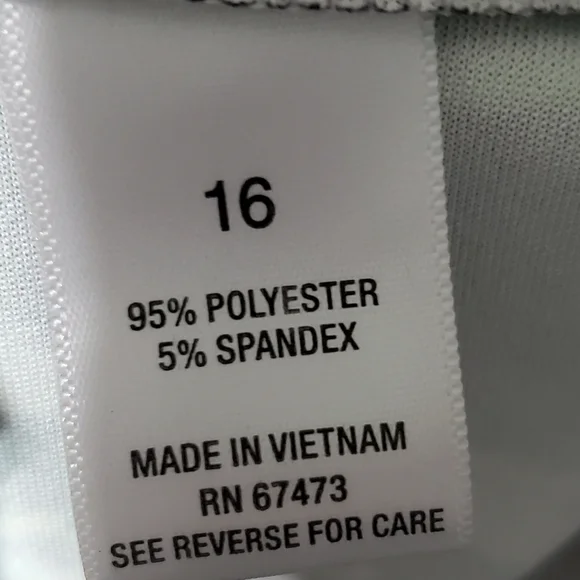 16
95% POLYESTER
5% SPANDEX
MADE IN VIETNAM
RN 67473
SEE REVERSE FOR CARE